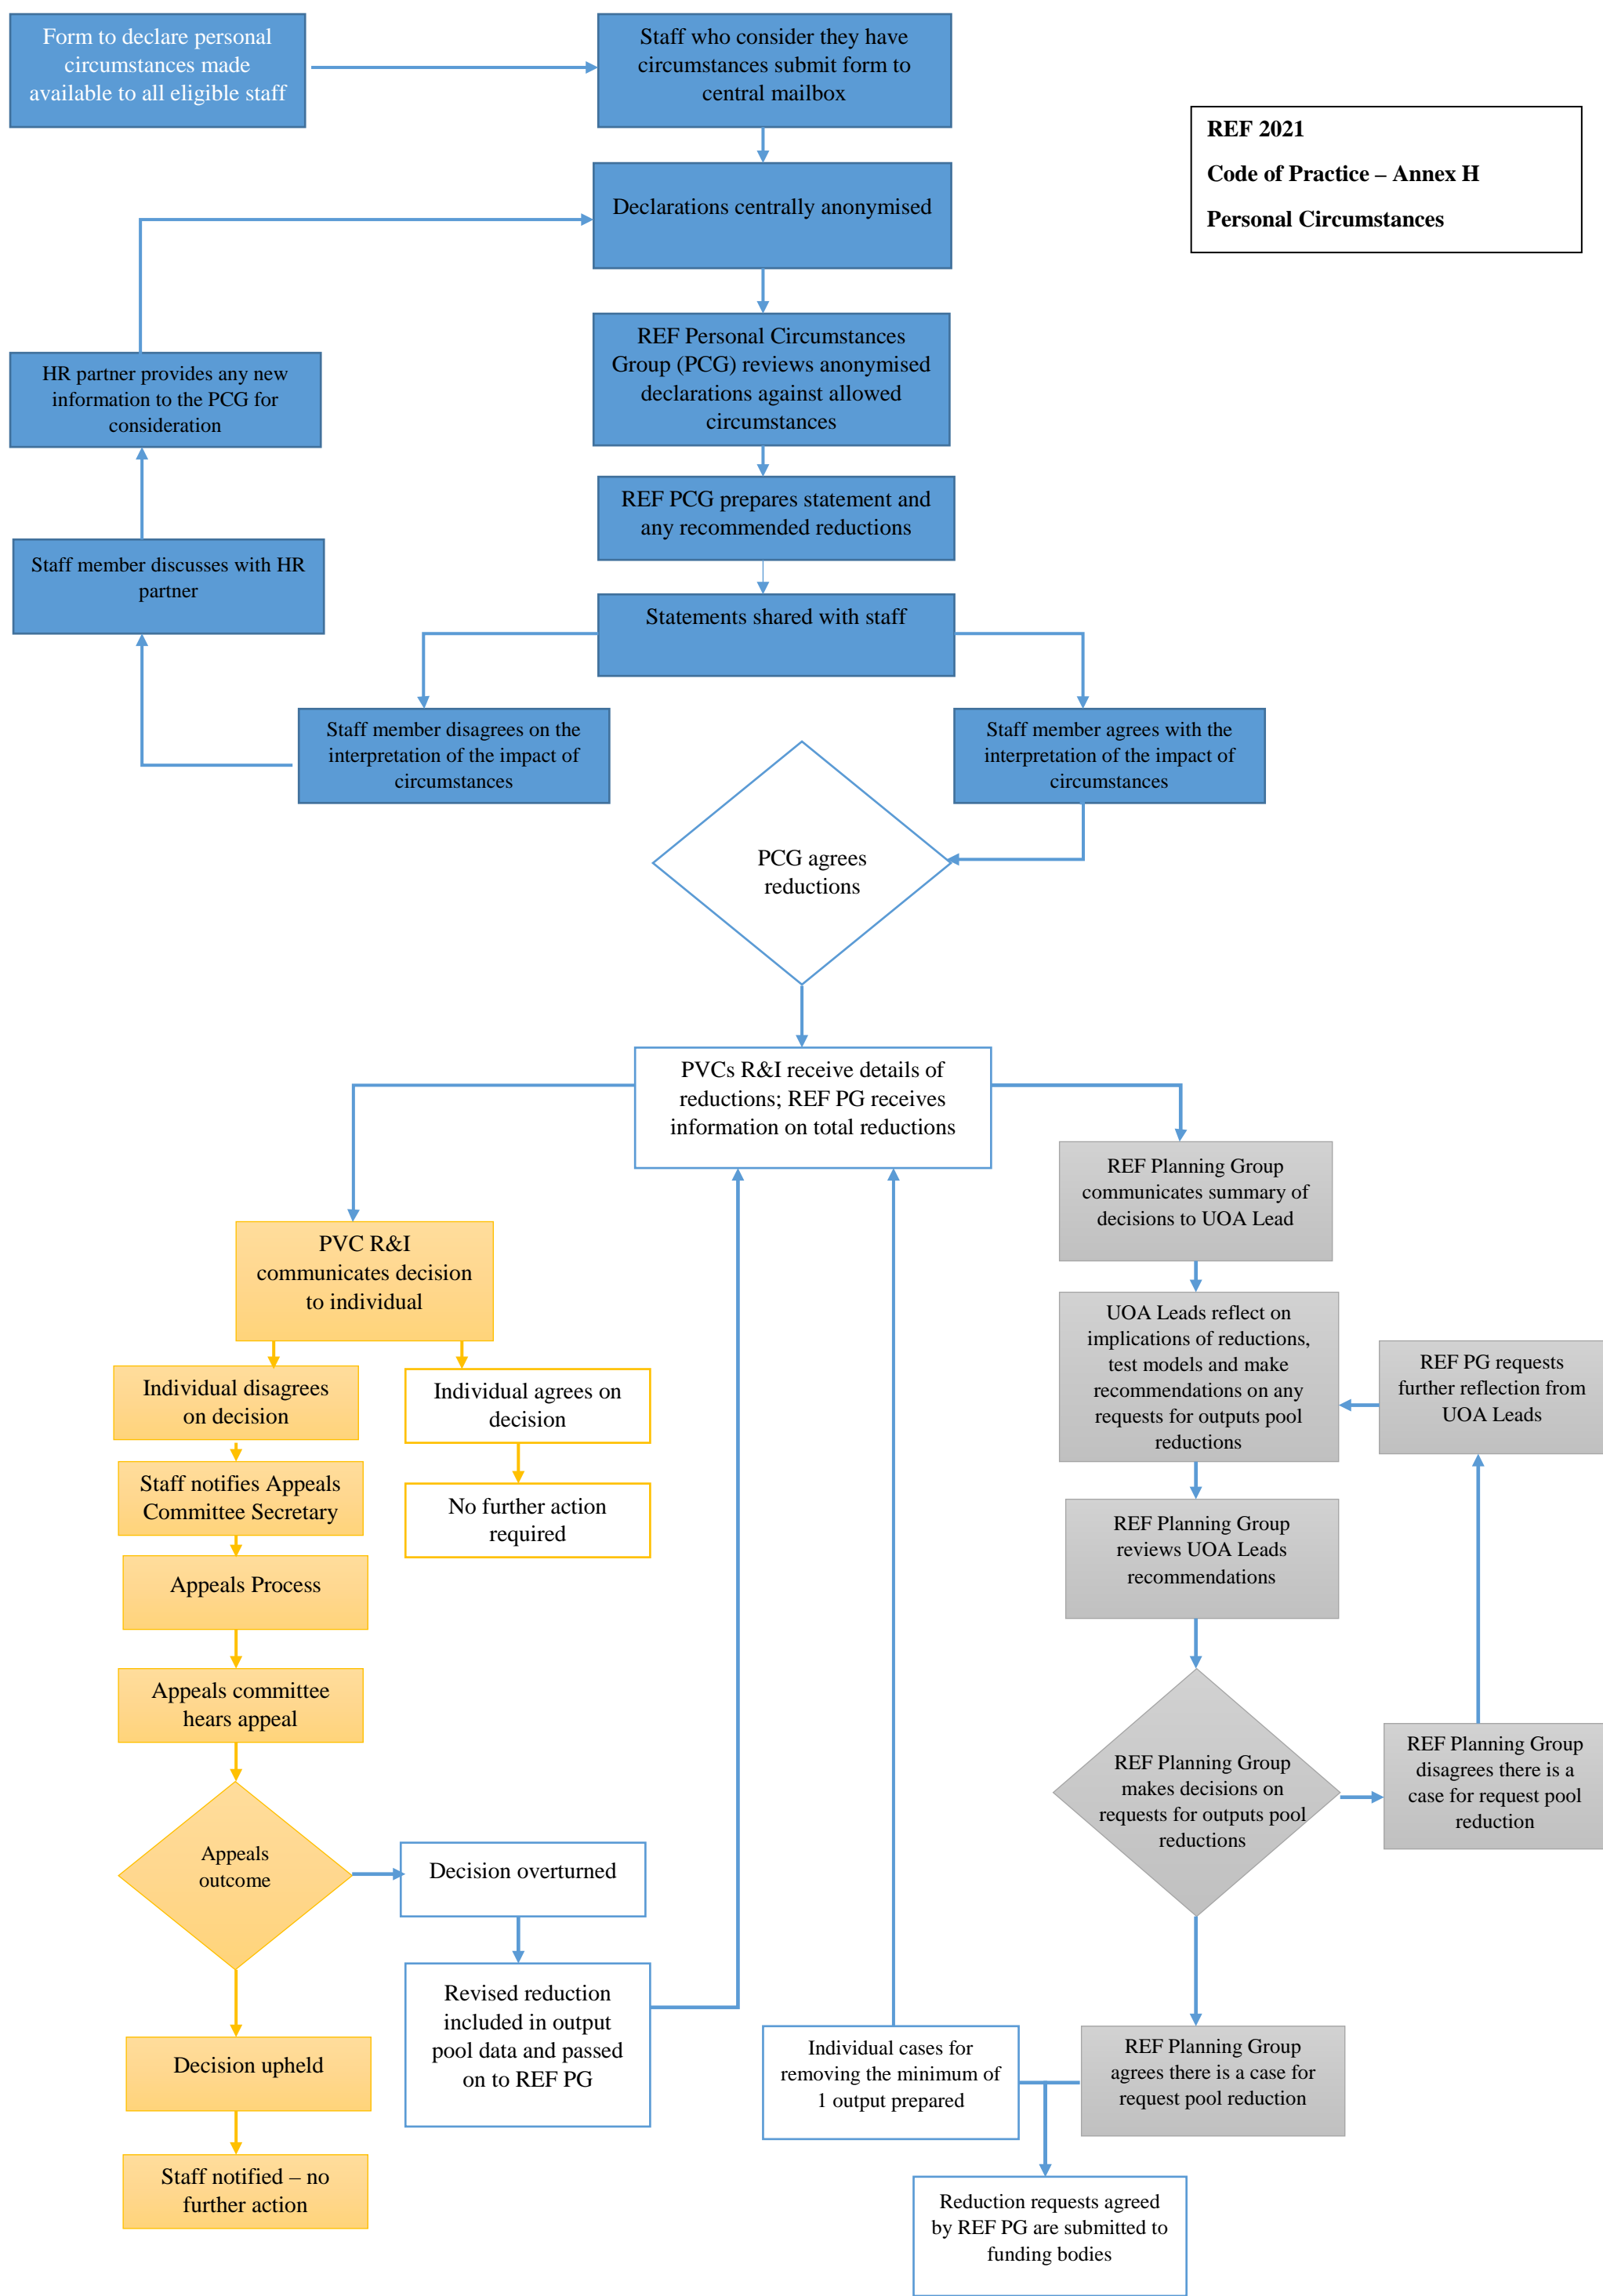 Form to declare personal
circumstances made
available to all eligible staff
Staff who consider they have
circumstances submit form to
central mailbox
REF 2021
Code of Practice – Annex H
Personal Circumstances
Declarations centrally anonymised
REF Personal Circumstances
Group (PCG) reviews anonymised
declarations against allowed
circumstances
HR partner provides any new
information to the PCG for
consideration
REF PCG prepares statement and
any recommended reductions
Staff member discusses with HR
partner
Statements shared with staff
Staff member disagrees on the
interpretation of the impact of
circumstances
Staff member agrees with the
interpretation of the impact of
circumstances
PCG agrees
reductions
PVCs R&I receive details of
reductions; REF PG receives
information on total reductions
REF Planning Group
communicates summary of
decisions to UOA Lead
PVC R&I
communicates decision
to individual
UOA Leads reflect on
implications of reductions,
test models and make
recommendations on any
requests for outputs pool
reductions
REF PG requests
further reflection from
UOA Leads
Individual disagrees
on decision
Individual agrees on
decision
Staff notifies Appeals
Committee Secretary
No further action
required
REF Planning Group
reviews UOA Leads
recommendations
Appeals Process
Appeals committee
hears appeal
REF Planning Group
makes decisions on
requests for outputs pool
reductions
REF Planning Group
disagrees there is a
case for request pool
reduction
Appeals
outcome
Decision overturned
Revised reduction
included in output
pool data and passed
on to REF PG
Individual cases for
removing the minimum of
1 output prepared
REF Planning Group
agrees there is a case for
request pool reduction
Decision upheld
Staff notified – no
further action
Reduction requests agreed
by REF PG are submitted to
funding bodies